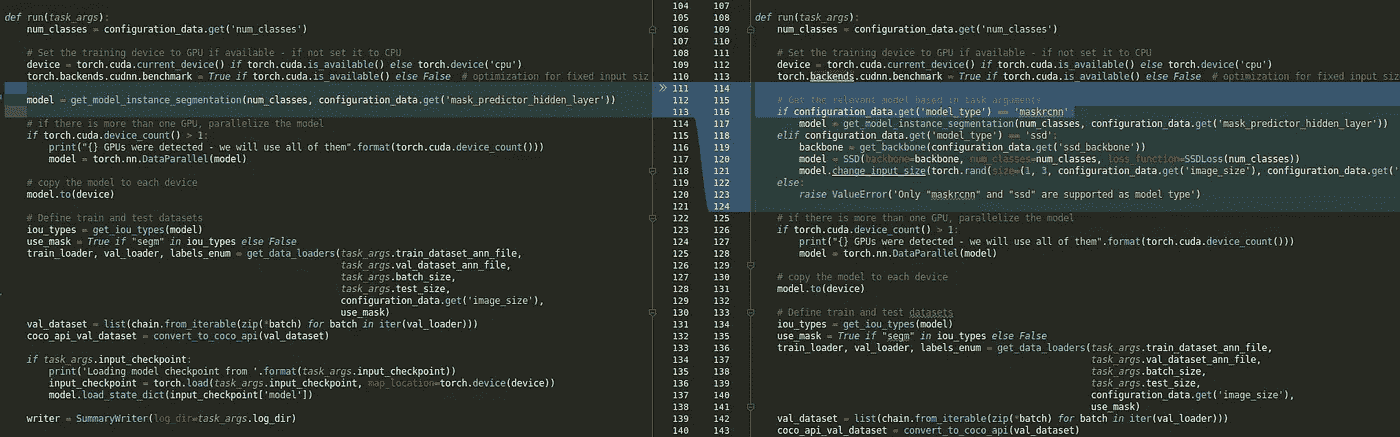 def run(task_args):
num_classes = configuration_data.get('num_classes')
# Set the training device to GPU if available - if not set it to CPU
device = torch.cuda.current_device() if torch.cuda.is_available() else torch.device('cpu')
torch.backends.cudnn.benchmark = True if torch.cuda.is_available() else False # optimization for fixed input siz
model = get_model_instance_segmentation(num_classes, configuration_data.get('mask_predictor_hidden_layer'))
# if there is more than one GPU, parallelize the model
if torch.cuda.device_count() > 1:
print("{} GPUs were detected - we will use all of them".format(torch.cuda.device_count()))
model = torch.nn.DataParallel(model)
# copy the model to each device
model.to(device)
# Define train and test datasets
iou_types = get_iou_types(model)
use_mask = True if "segm" in iou_types else False
train_loader, val_loader, labels_enum = get_data_loaders(task_args.train_dataset_ann_file,
task_args.val_dataset_ann_file,
task_args.batch_size,
task_args.test_size,
configuration_data.get('image_size'),
use_mask)
val_dataset = list(chain.from_iterable(zip(*batch) for batch in iter(val_loader)))
coco_api_val_dataset = convert_to_coco_api(val_dataset)
if task_args.input_checkpoint:
print('Loading model checkpoint from '.format(task_args.input_checkpoint))
input_checkpoint = torch.load(task_args.input_checkpoint, map_location=torch.device(device))
model.load_state_dict(input_checkpoint['model'])
writer = SummaryWriter(log_dir=task_args.log_dir)
104 107
105 108
106 109
107 110
108 111
109 112
110 113
111 114
112 115
113 116
114 117
115 118
116 119
117 120
118 121
119 122
120 123
121 124
122 125
123 126
124 127
125 128
126 129
127 130
128 131
129 132
130 133
131 134
132 135
133 136
134 137
135 138
136 139
137 140
138 141
139 142
140 143
def run(task_args):
num_classes = configuration_data.get('num_classes')
# Set the training device to GPU if available - if not set it to CPU
device = torch.cuda.current_device() if torch.cuda.is_available() else torch.device('cpu')
torch.backends.cudnn.benchmark = True if torch.cuda.is_available() else False # optimization for fixed input siz
# Get the relevant model based in task arguments
if configuration_data.get('model_type') == 'maskrcnn'
model = get_model_instance_segmentation(num_classes, configuration_data.get('mask_predictor_hidden_layer'))
elif configuration_data.get('model_type') == 'ssd':
backbone = get_backbone(configuration_data.get('ssd_backbone'))
model = SSD(backbone=backbone, num_classes=num_classes, loss_function=SSDLoss(num_classes))
model.change_input_size(torch.rand(size=(1, 3, configuration_data.get('image_size'), configuration_data.get('
else:
raise ValueError('Only "maskrcnn" and "ssd" are supported as model type')
# if there is more than one GPU, parallelize the model
if torch.cuda.device_count() > 1:
print("{} GPUs were detected - we will use all of them".format(torch.cuda.device_count()))
model = torch.nn.DataParallel(model)
# copy the model to each device
model.to(device)
# Define train and test datasets
iou_types = get_iou_types(model)
use_mask = True if "segm" in iou_types else False
train_loader, val_loader, labels_enum = get_data_loaders(task_args.train_dataset_ann_file,
task_args.val_dataset_ann_file,
task_args.batch_size,
task_args.test_size,
configuration_data.get('image_size'),
use_mask)
val_dataset = list(chain.from_iterable(zip(*batch) for batch in iter(val_loader)))
coco_api_val_dataset = convert_to_coco_api(val_dataset)